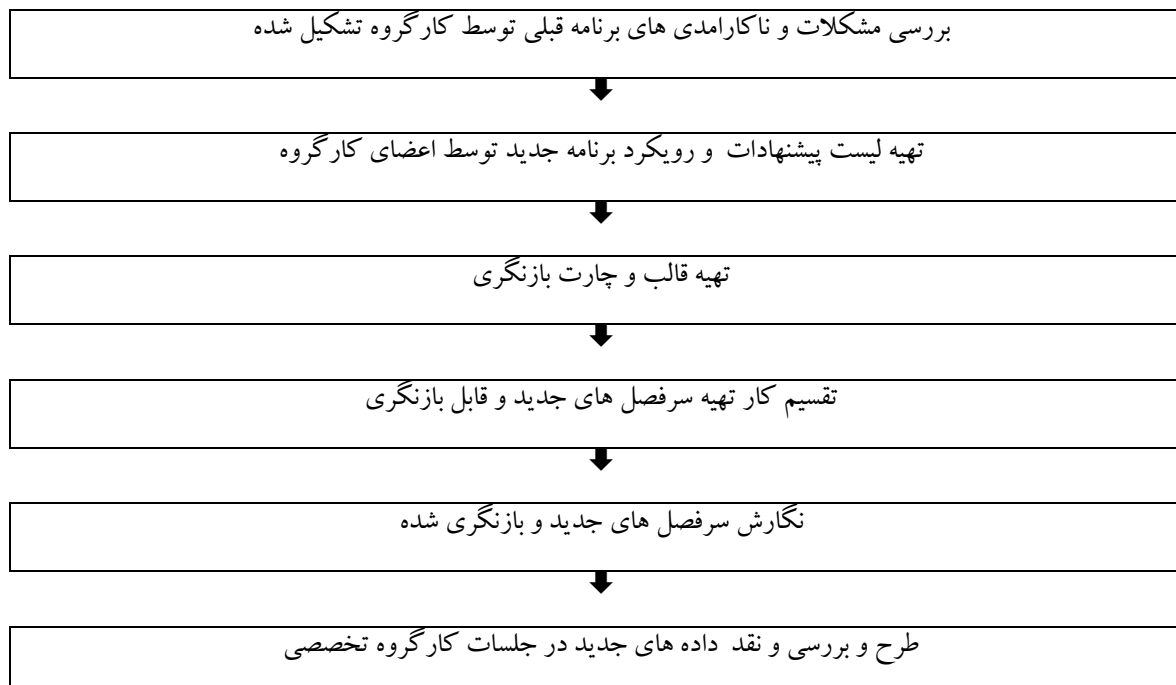 بررسی مشکلات و ناکارامدی های برنامه قبلی توسط کارگروه تشکیل شده
تهیه لیست پیشنهادات و رویکرد برنامه جدید توسط اعضای کارگروه
تهیه قالب و چارت بازنگری
تقسیم کار تهیه سرفصل های جدید و قابل بازنگری
نگارش سرفصل های جدید و بازنگری شده
طرح و بررسی و نقد داده های جدید در جلسات کارگروه تخصصی